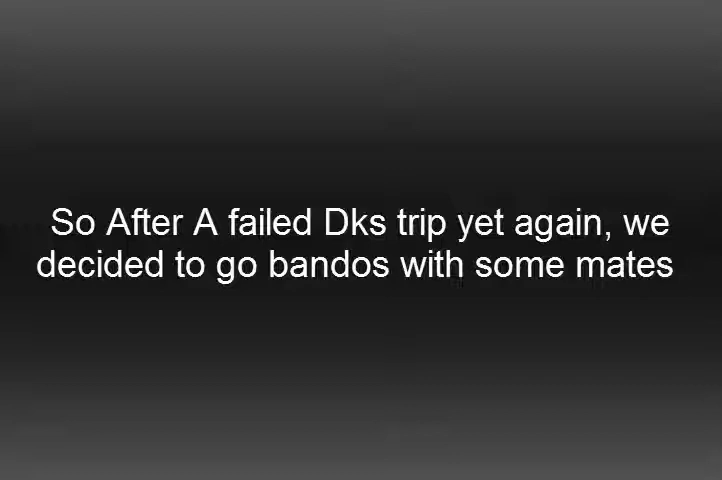 So After A failed Dks trip yet again, we
decided to go bandos with some mates